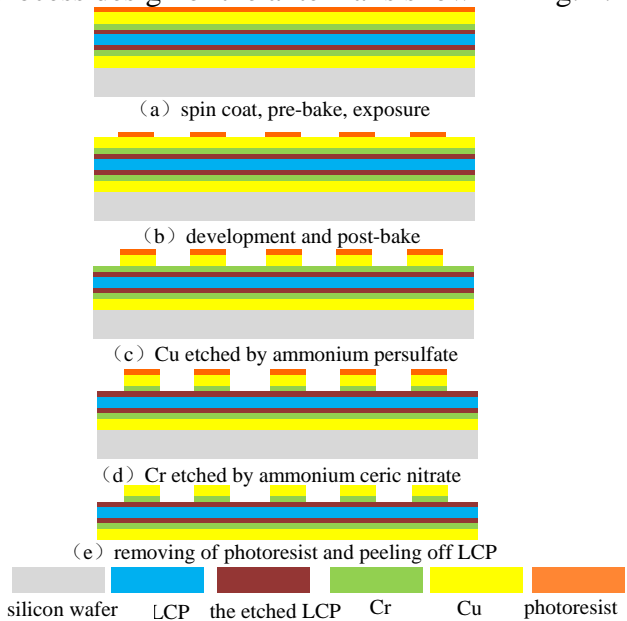 (a) spin coat, pre-bake, exposure
(b) development and post-bake
(c) Cu etched by ammonium persulfate
(d) Cr etched by ammonium ceric nitrate
(e) removing of photoresist and peeling off LCP
silicon wafer LCP the etched LCP Cr Cu photoresist